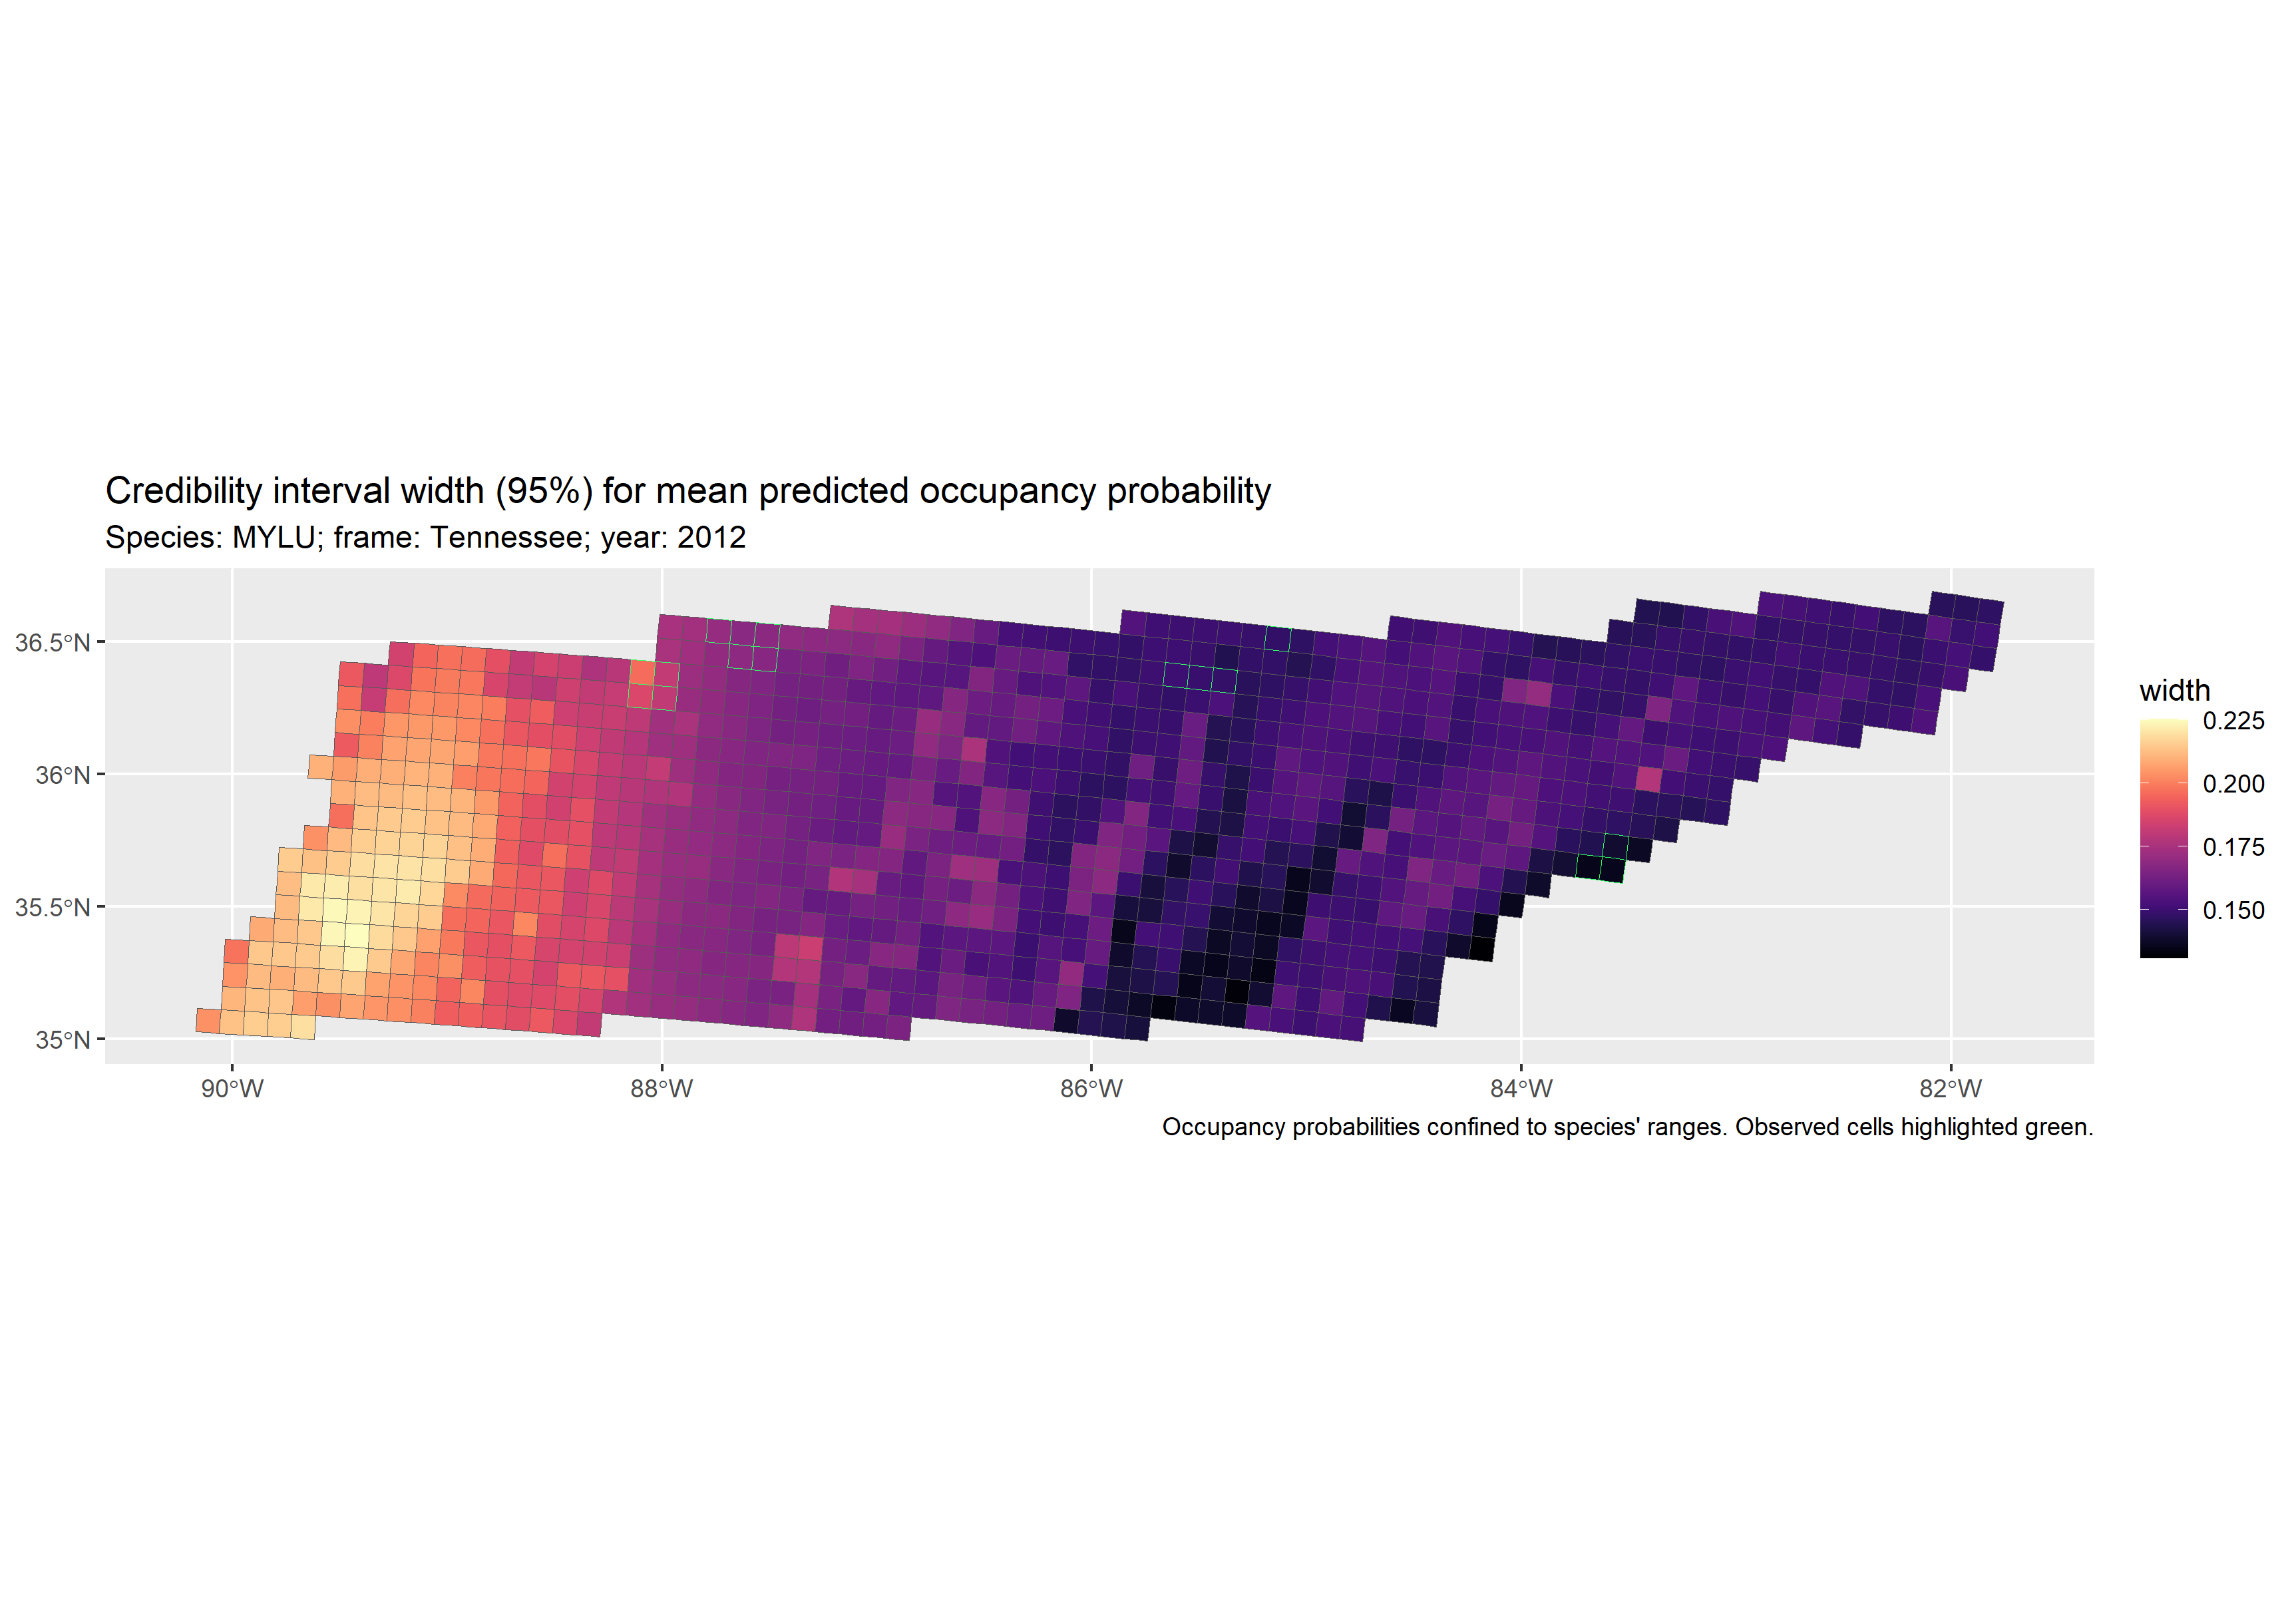 Credibility interval width (95%) for mean predicted occupancy probability
Species: MYLU; frame: Tennessee; year: 2012
36.5°N
36°N
35.5°N
35°N
90°W
88°W
86°W
84°W
82°W
width
0.225
0.200
0.175
0.150
Occupancy probabilities confined to species' ranges. Observed cells highlighted green.